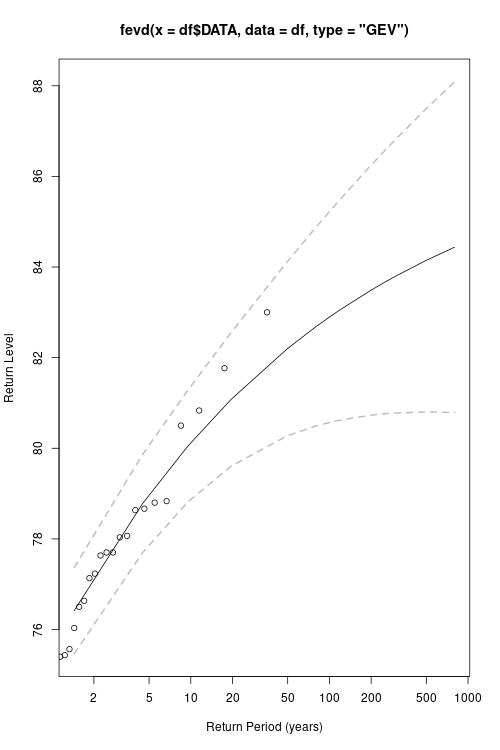 fevd(x = df$DATA, data = df, type = "GEV")
88
86
84
82
80
78
76
Return Level
2 5 10 20 50 100 200 500 1000
Return Period (years)